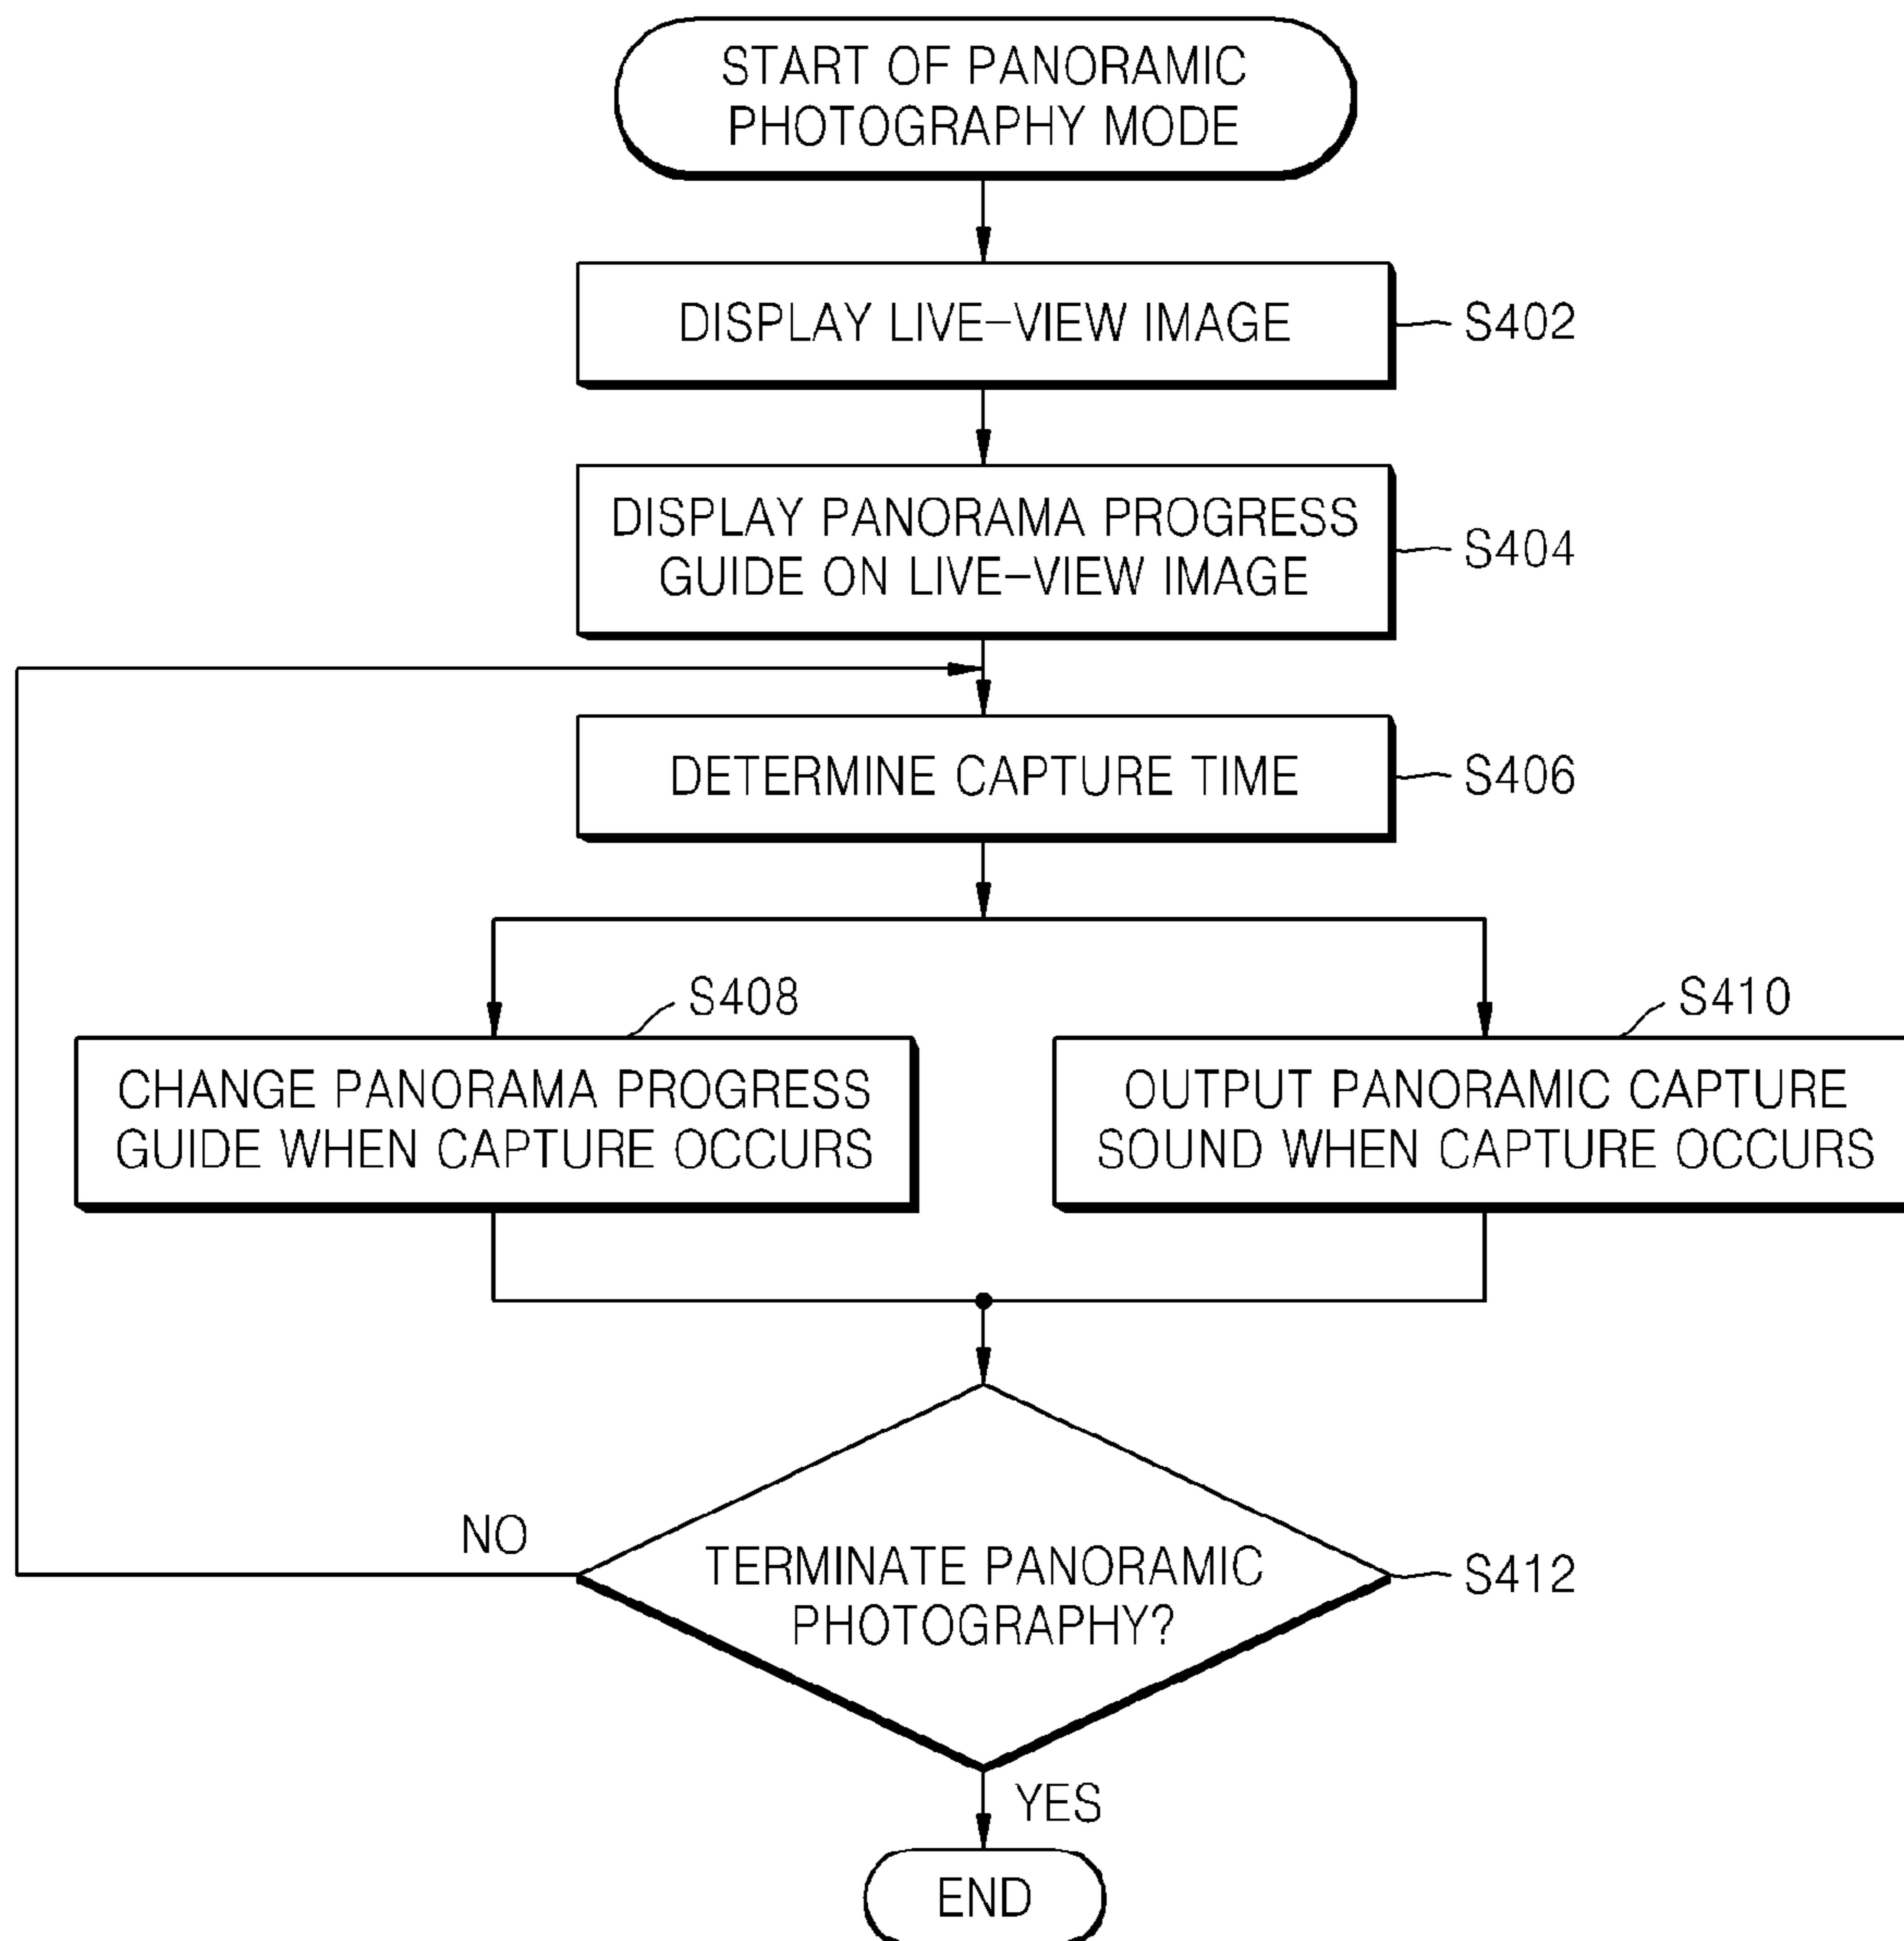 START OF PANORAMIC
PHOTOGRAPHY MODE
DISPLAY LIVE-VIEW IMAGE
S402
DISPLAY PANORAMA PROGRESS
GUIDE ON LIVE-VIEW IMAGE
S404
DETERMINE CAPTURE TIME
S406
S408
CHANGE PANORAMA PROGRESS
GUIDE WHEN CAPTURE OCCURS
S410
OUTPUT PANORAMIC CAPTURE
SOUND WHEN CAPTURE OCCURS
NO
TERMINATE PANORAMIC
PHOTOGRAPHY?
S412
YES
END